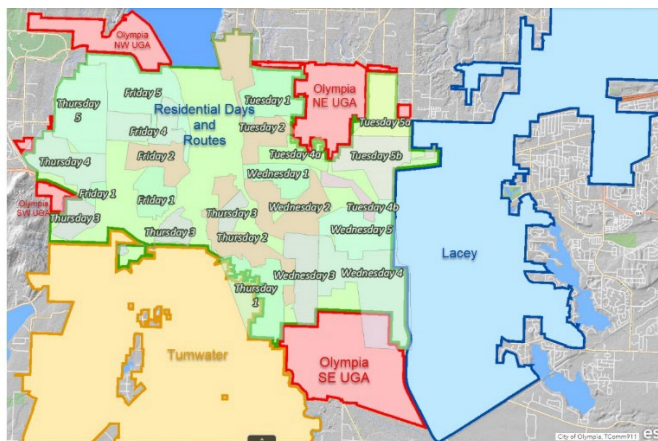 Olympia
NW UGA
Thursday
5
Friday 5
Residential Days
and
Routes
Tuesday 1
Olympia
NE UGA
Friday 4
Tuesday 2
Tuesday 5a
Thursday 4
Friday 2
Tuesday 4a
Tuesday 5b
Wednesday 1
Olympia
SW UGA
Friday 1
Friday 1
Thursday 3
Thursday 3
Wednesday 2
Tuesday 4b
Thursday 3
Thursday 2
Wednesday 5
Lacey
Thursday
1
Wednesday 3
Wednesday 4
Tumwater
Olympia
SE UGA
City of Olympia, TComm911
es